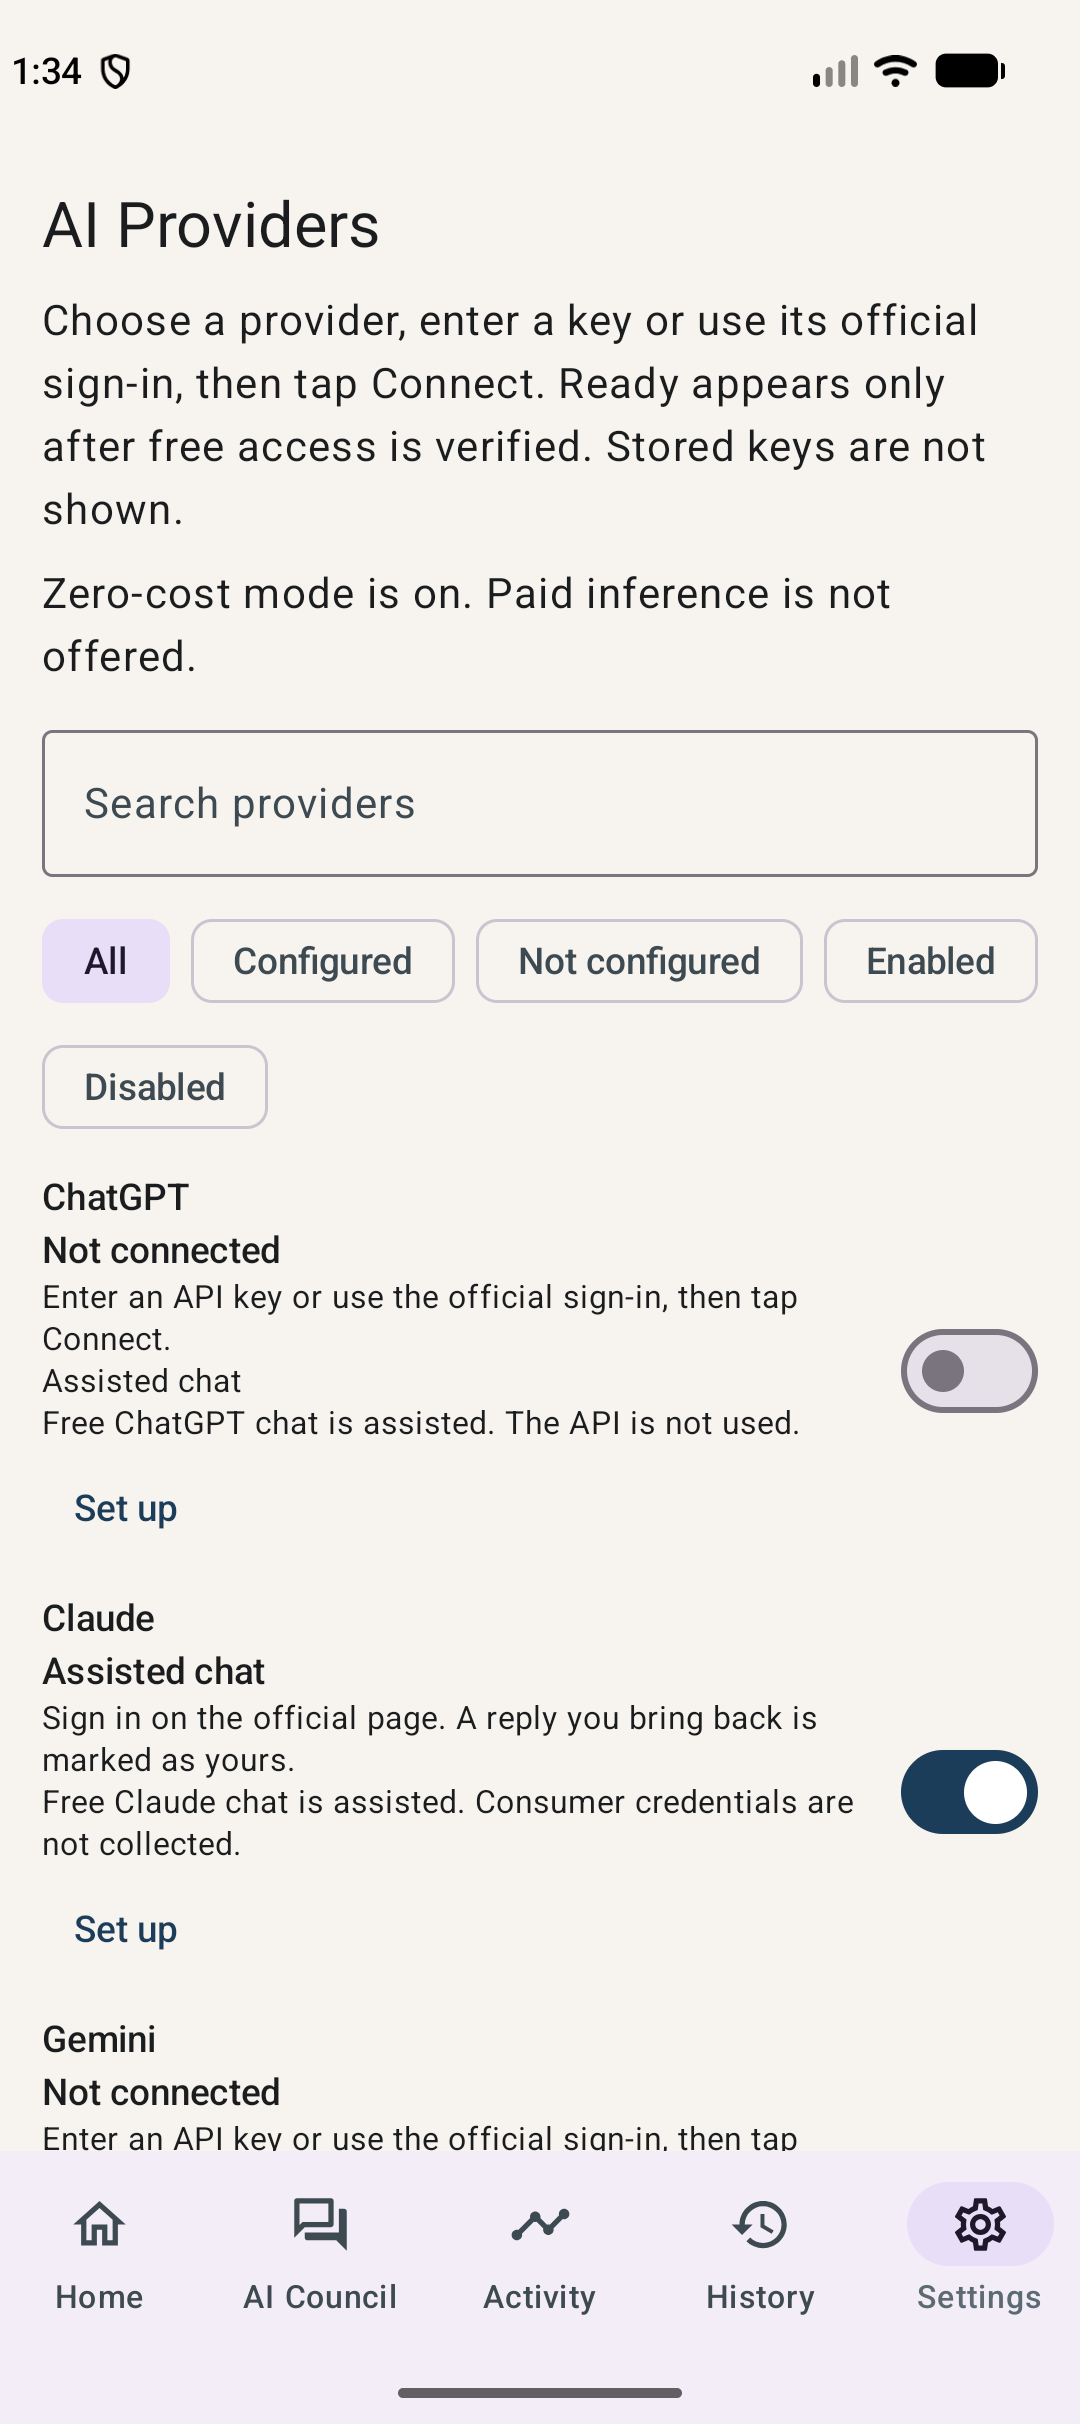 1:34
AI Providers
Choose a provider, enter a key or use its official
sign-in, then tap Connect. Ready appears only
after free access is verified. Stored keys are not
shown.
Zero-cost mode is on. Paid inference is not
offered.
Search providers
All Configured Not configured Enabled
Disabled
ChatGPT
Not connected
Enter an API key or use the official sign-in, then tap
Connect.
Assisted chat
Free ChatGPT chat is assisted. The API is not used.
Set up
Claude
Assisted chat
Sign in on the official page. A reply you bring back is
marked as yours.
Free Claude chat is assisted. Consumer credentials are
not collected.
Set up
Gemini
Not connected
Enter an API key or use the official sign-in, then tap
Home AI Council Activity History Settings